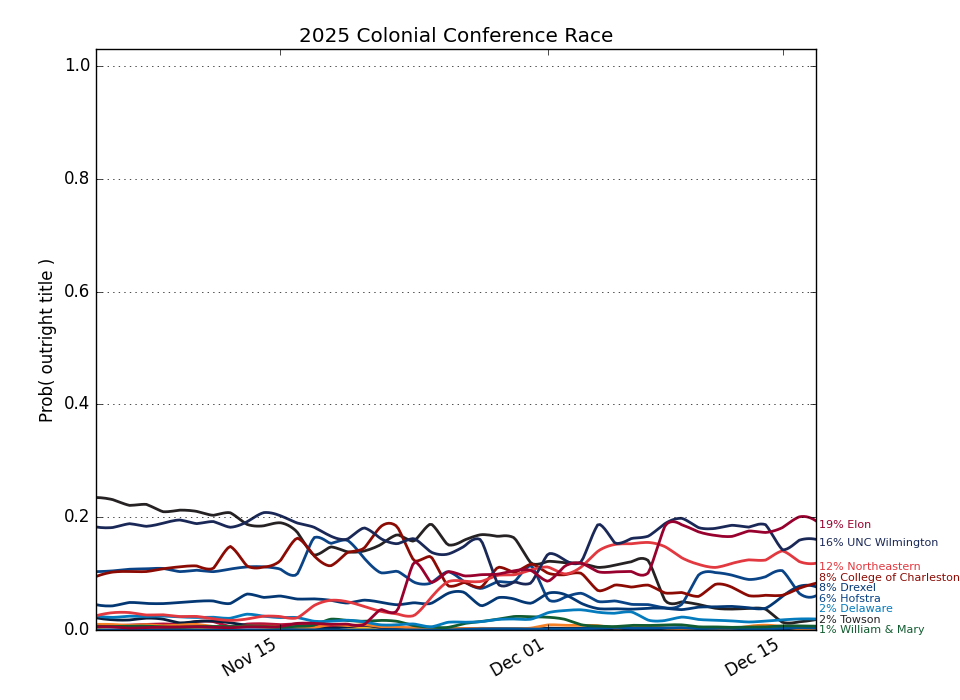 2025 Colonial Conference Race
Prob( outright title )
1.0
0.8
0.6
0.4
0.2
0.0
Nov 15
Dec 01
Dec 15
19% Elon
16% UNC Wilmington
12% Northeastern
8% College of Charleston
8% Drexel
6% Hofstra
2% Delaware
2% Towson
1% William & Mary